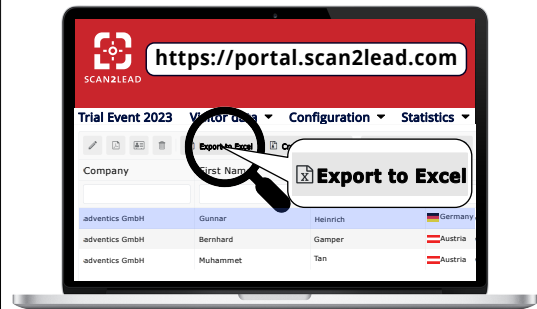 https://portal.scan2lead.com
SCAN2LEAD
Trial Event 2023 Visitor data Configuration Statistics
Export to Excel
Export to Excel
Company First Name
adventics GmbH Gunnar Heinrich Germany
adventics GmbH Bernhard Gamper Austria
adventics GmbH Muhammet Tan Austria